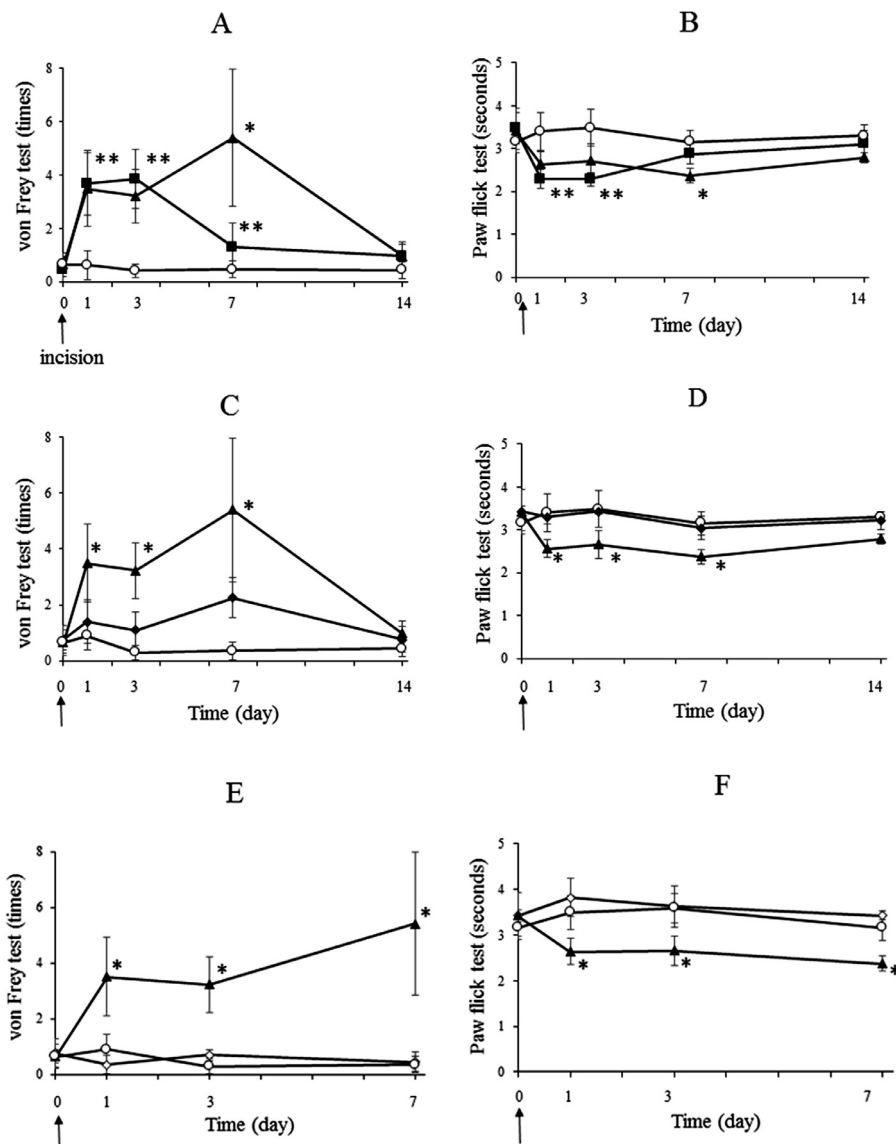 A
von Frey test (times)
8
6
4
2
0
** ** * **
0 1 3 7 14
incision
B
Paw flick test (seconds)
5
4
3
2
1
0
** ** *
0 1 3 7 14
Time (day)
C
von Frey test (times)
8
6
4
2
0
* * *
0 1 3 7 14
Time (day)
D
Paw flick test (seconds)
5
4
3
2
1
0
* * *
0 1 3 7 14
Time (day)
E
von Frey test (times)
8
6
4
2
0
* * *
0 1 3 7
Time (day)
F
Paw flick test (seconds)
5
4
3
2
1
0
* * *
0 1 3 7
Time (day)